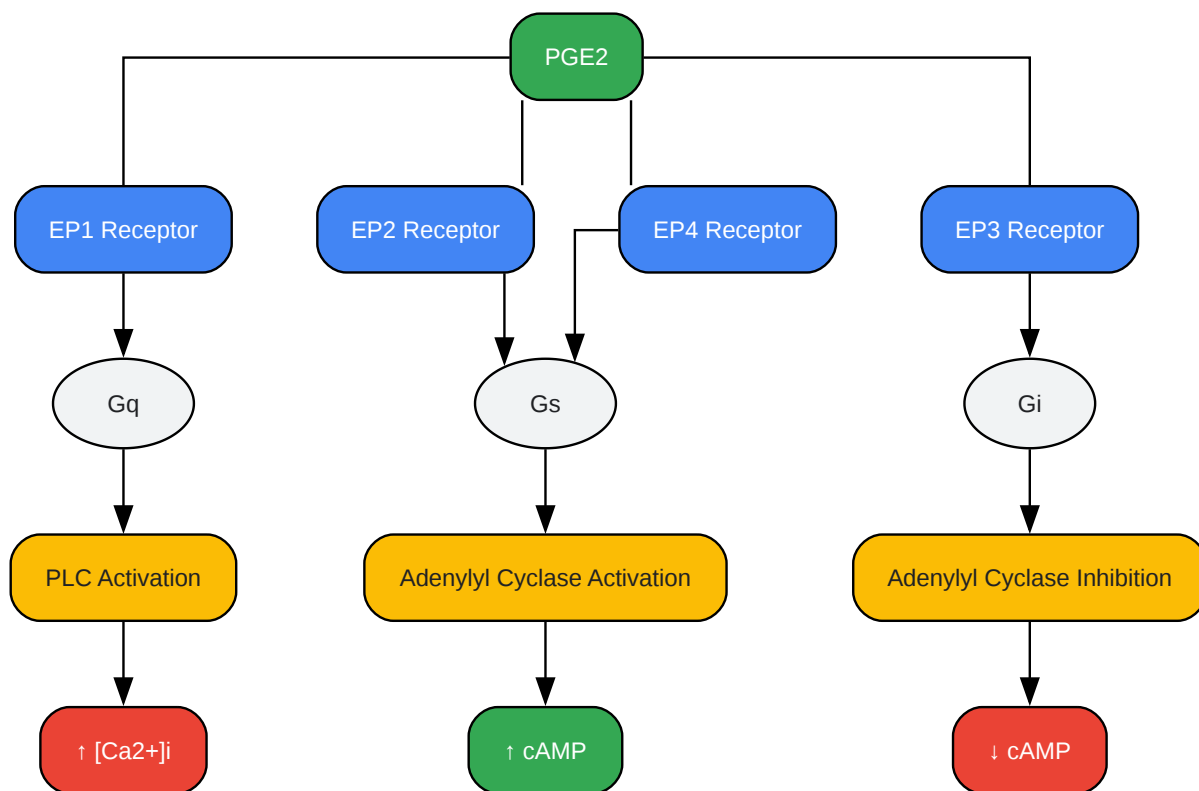 PGE2
EP1 Receptor
EP2 Receptor
EP4 Receptor
EP3 Receptor
Gq
Gs
Gi
PLC Activation
Adenylyl Cyclase Activation
Adenylyl Cyclase Inhibition
↑ [Ca2+]i
↑ cAMP
↓ cAMP